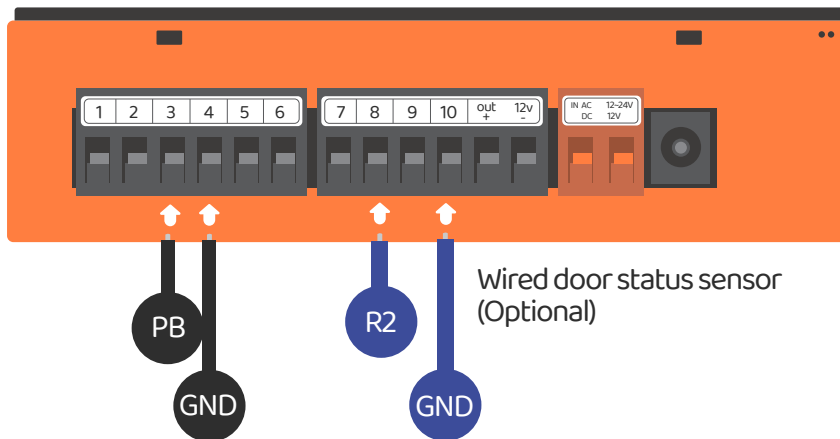 1 2 3 4 5 6 7 8 9 10 out + 12v - IN AC 12-24V
DC 12V
PB
GND
R2
GND
Wired door status sensor
(Optional)